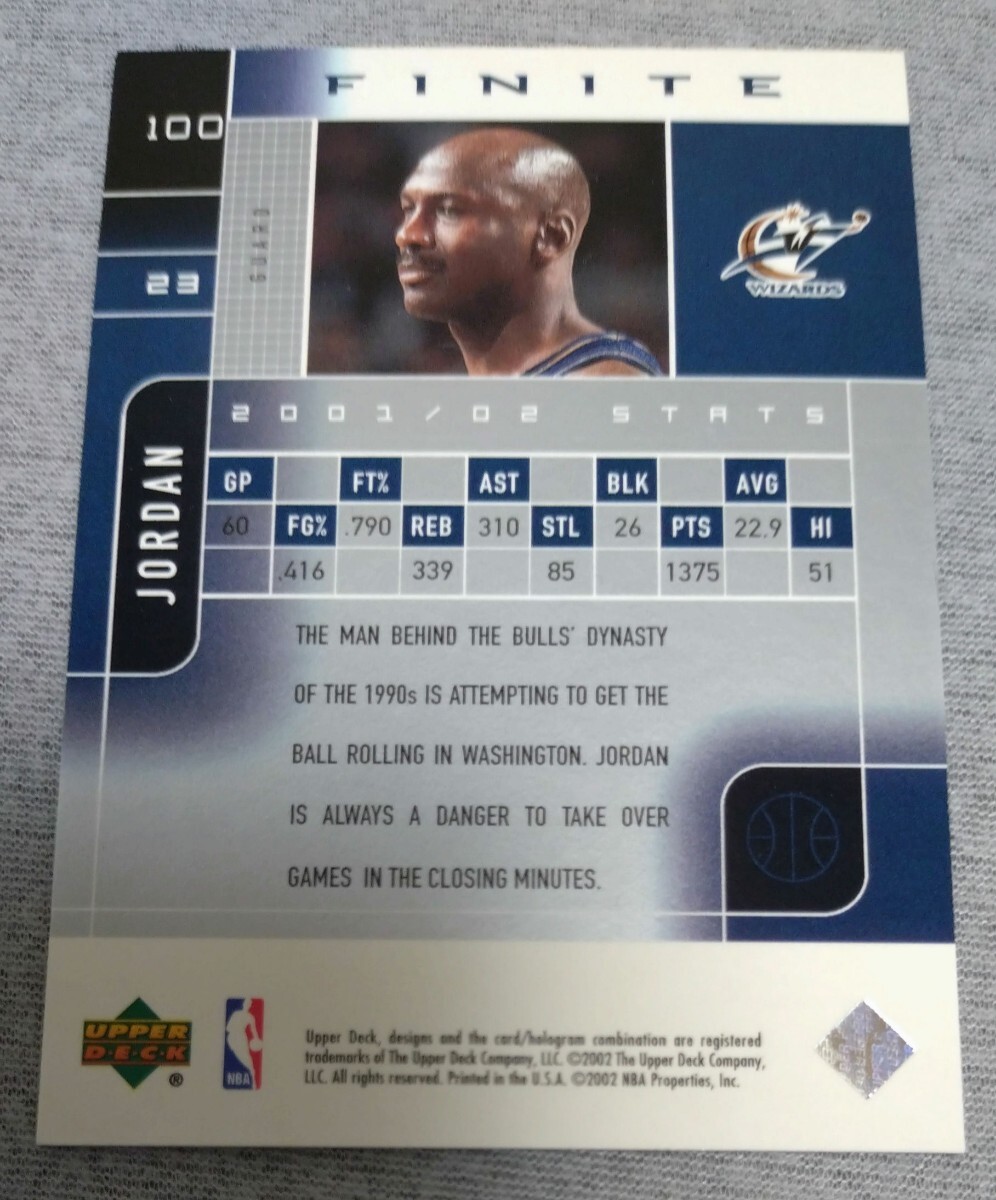 FINITE
100
GUARD
23
WIZARDS
JORDAN
2001/02 STATS
GP FT% AST BLK AVG
60 FG% .790 REB 310 STL 26 PTS 22.9 HI
.416 339 85 1375 51
THE MAN BEHIND THE BULLS' DYNASTY
OF THE 1990s IS ATTEMPTING TO GET THE
BALL ROLLING IN WASHINGTON. JORDAN
IS ALWAYS A DANGER TO TAKE OVER
GAMES IN THE CLOSING MINUTES.
UPPER
D·E·C·K
®
NBA
Upper Deck, designs and the card/hologram combination are registered
trademarks of The Upper Deck Company, LLC. ©2002 The Upper Deck Company,
LLC. All rights reserved. Printed in the U.S.A. ©2002 NBA Properties, Inc.